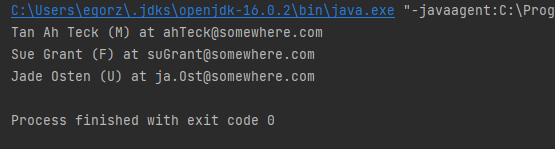 C:\Users\egorz\.jdks\openjdk-16.0.2\bin\java.exe "-javaagent:C:\Prog
Tan Ah Teck (M) at ahTeck@somewhere.com
Sue Grant (F) at suGrant@somewhere.com
Jade Osten (U) at ja.Ost@somewhere.com
Process finished with exit code 0